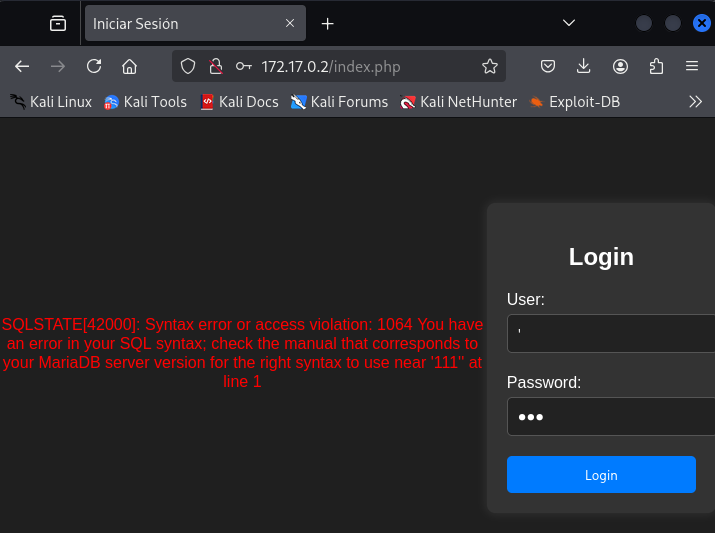 Iniciar Sesión
172.17.0.2/index.php
Kali Linux Kali Tools Kali Docs Kali Forums Kali NetHunter Exploit-DB
Login
User:
'
SQLSTATE[42000]: Syntax error or access violation: 1064 You have
an error in your SQL syntax; check the manual that corresponds to
your MariaDB server version for the right syntax to use near '111'' at
line 1
Password:
●●●
Login